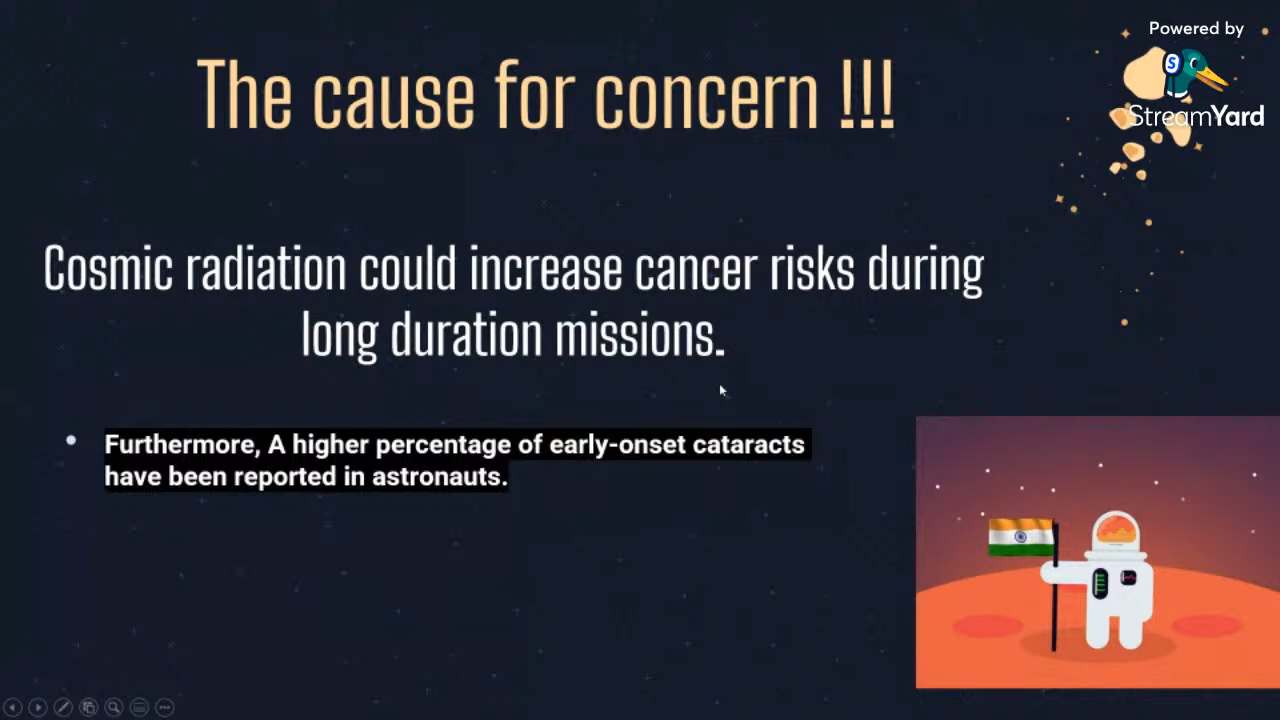 Powered by
StreamYard
The cause for concern !!!
Cosmic radiation could increase cancer risks during
long duration missions.
• Furthermore, A higher percentage of early-onset cataracts
have been reported in astronauts.